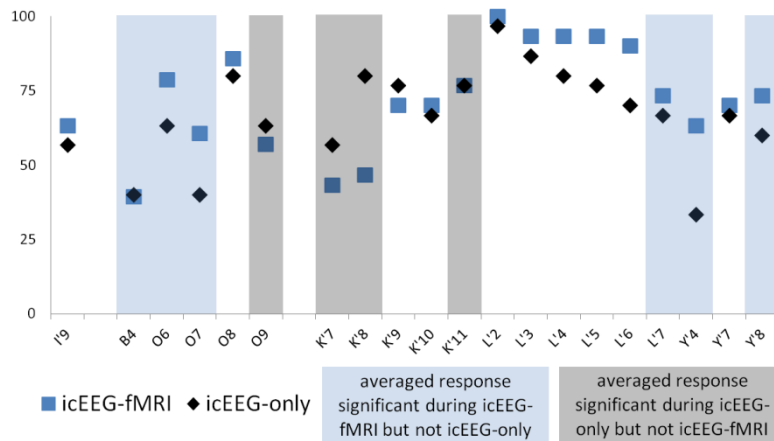 100
75
50
25
0
I'9
B4
O6
O7
O8
O9
K'7
K'8
K'9
K'10
K'11
L'2
L'3
L'4
L'5
L'6
L'7
Y'4
Y'7
Y'8
icEEG-fMRI
icEEG-only
averaged response
significant during icEEG-
fMRI but not icEEG-only
averaged response
significant during icEEG-
only but not icEEG-fMRI